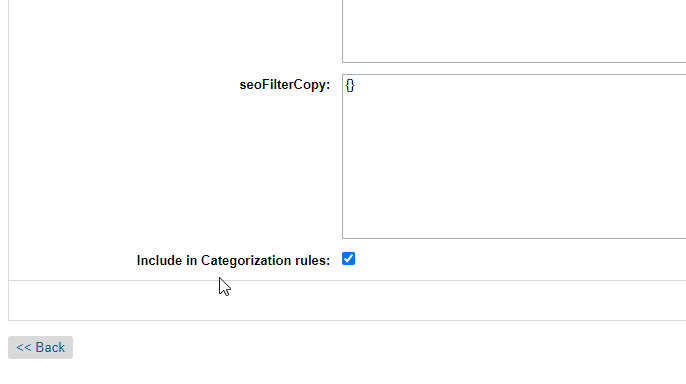 seoFilterCopy: {}
Include in Categorization rules:
<< Back